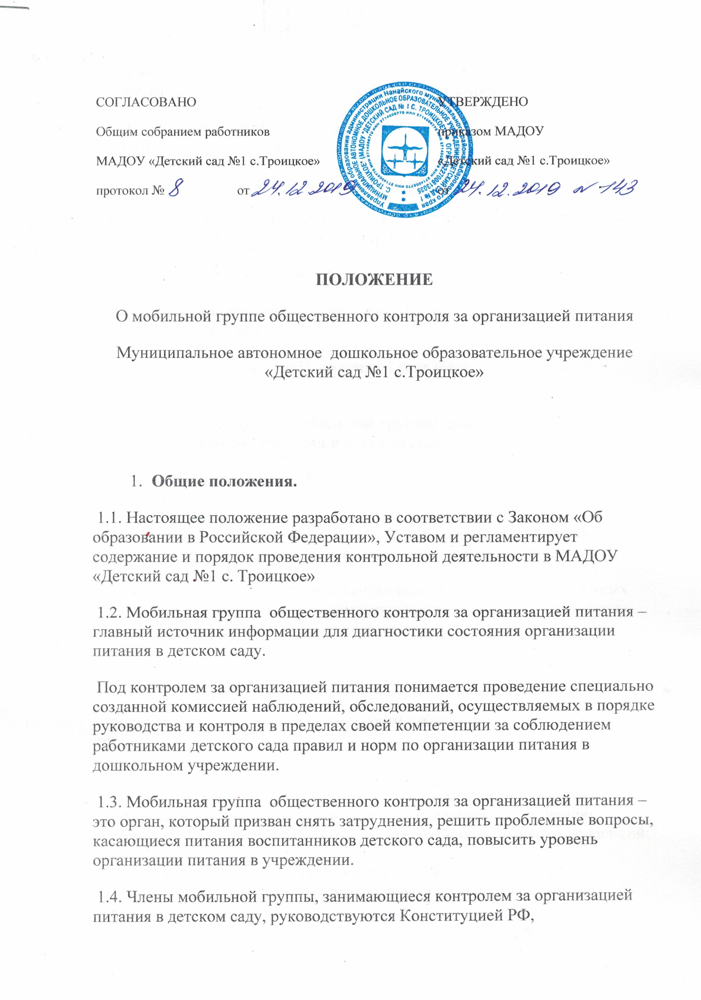 СОГЛАСОВАНО
Общим собранием работников
МАДОУ «Детский сад №1 с.Троицкое»
протокол № 8 от 24.12.2019
УТВЕРЖДЕНО
приказом МАДОУ
«Детский сад №1 с.Троицкое»
от 24.12.2019 № 143
Управление образования администрации Нанайского муниципального района Хабаровского края
МУНИЦИПАЛЬНОЕ АВТОНОМНОЕ ДОШКОЛЬНОЕ ОБРАЗОВАТЕЛЬНОЕ УЧРЕЖДЕНИЕ "ДЕТСКИЙ САД № 1
С. ТРОИЦКОЕ" (МАДОУ "ДЕТСКИЙ САД № 1 С. ТРОИЦКОЕ")
ИНН 2714006770
ПОЛОЖЕНИЕ
О мобильной группе общественного контроля за организацией питания
Муниципальное автономное дошкольное образовательное учреждение
«Детский сад №1 с.Троицкое»
1. Общие положения.
1.1. Настоящее положение разработано в соответствии с Законом «Об
образовании в Российской Федерации», Уставом и регламентирует
содержание и порядок проведения контрольной деятельности в МАДОУ
«Детский сад №1 с. Троицкое»
1.2. Мобильная группа общественного контроля за организацией питания –
главный источник информации для диагностики состояния организации
питания в детском саду.
Под контролем за организацией питания понимается проведение специально
созданной комиссией наблюдений, обследований, осуществляемых в порядке
руководства и контроля в пределах своей компетенции за соблюдением
работниками детского сада правил и норм по организации питания в
дошкольном учреждении.
1.3. Мобильная группа общественного контроля за организацией питания –
это орган, который призван снять затруднения, решить проблемные вопросы,
касающиеся питания воспитанников детского сада, повысить уровень
организации питания в учреждении.
1.4. Члены мобильной группы, занимающиеся контролем за организацией
питания в детском саду, руководствуются Конституцией РФ,